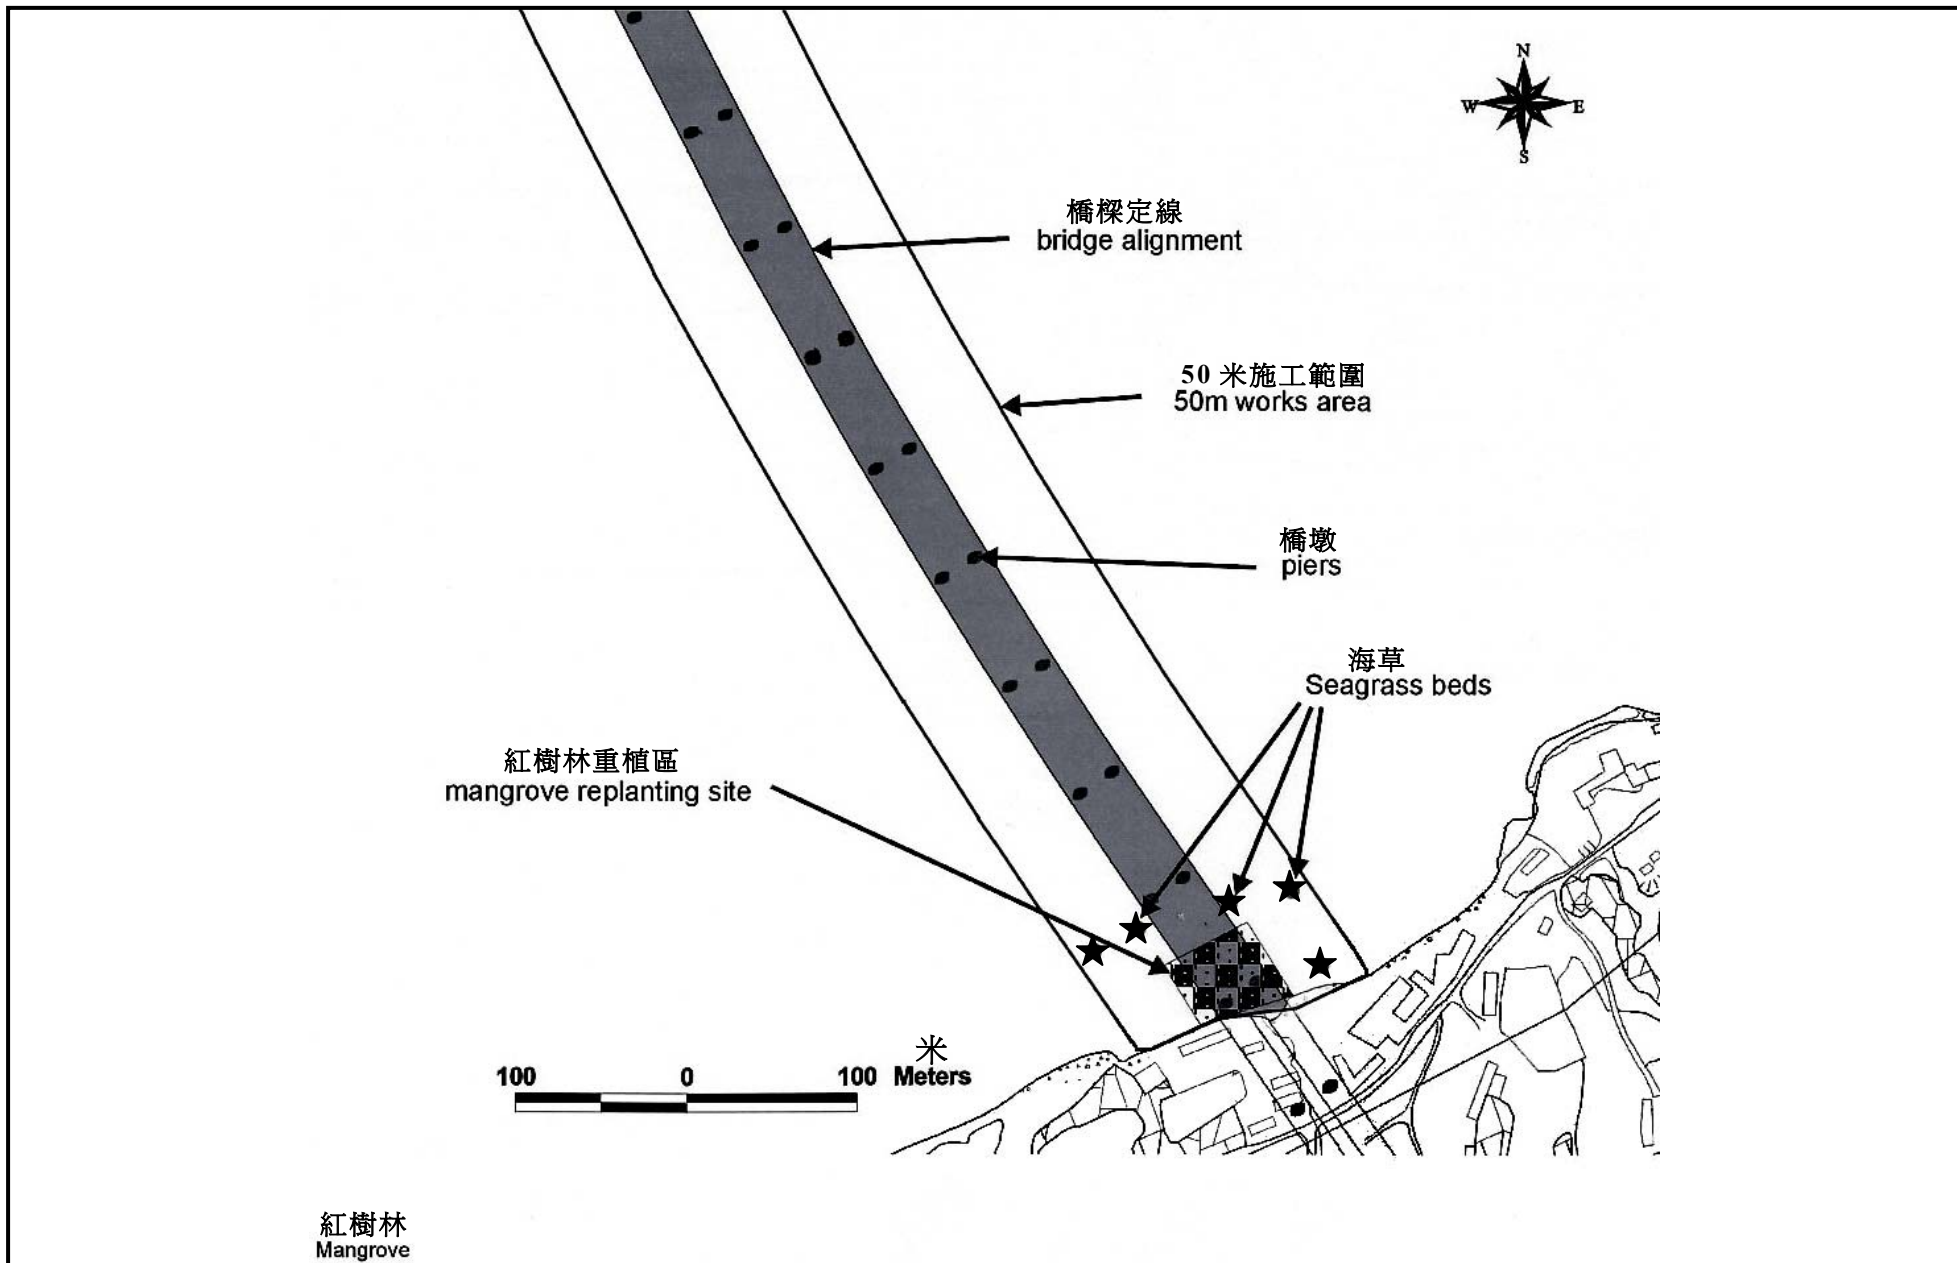 N
W
E
S
橋樑定線
bridge alignment
50 米施工範圍
50m works area
橋墩
piers
海草
Seagrass beds
紅樹林重植區
mangrove replanting site
米
100 0 100 Meters
紅樹林
Mangrove